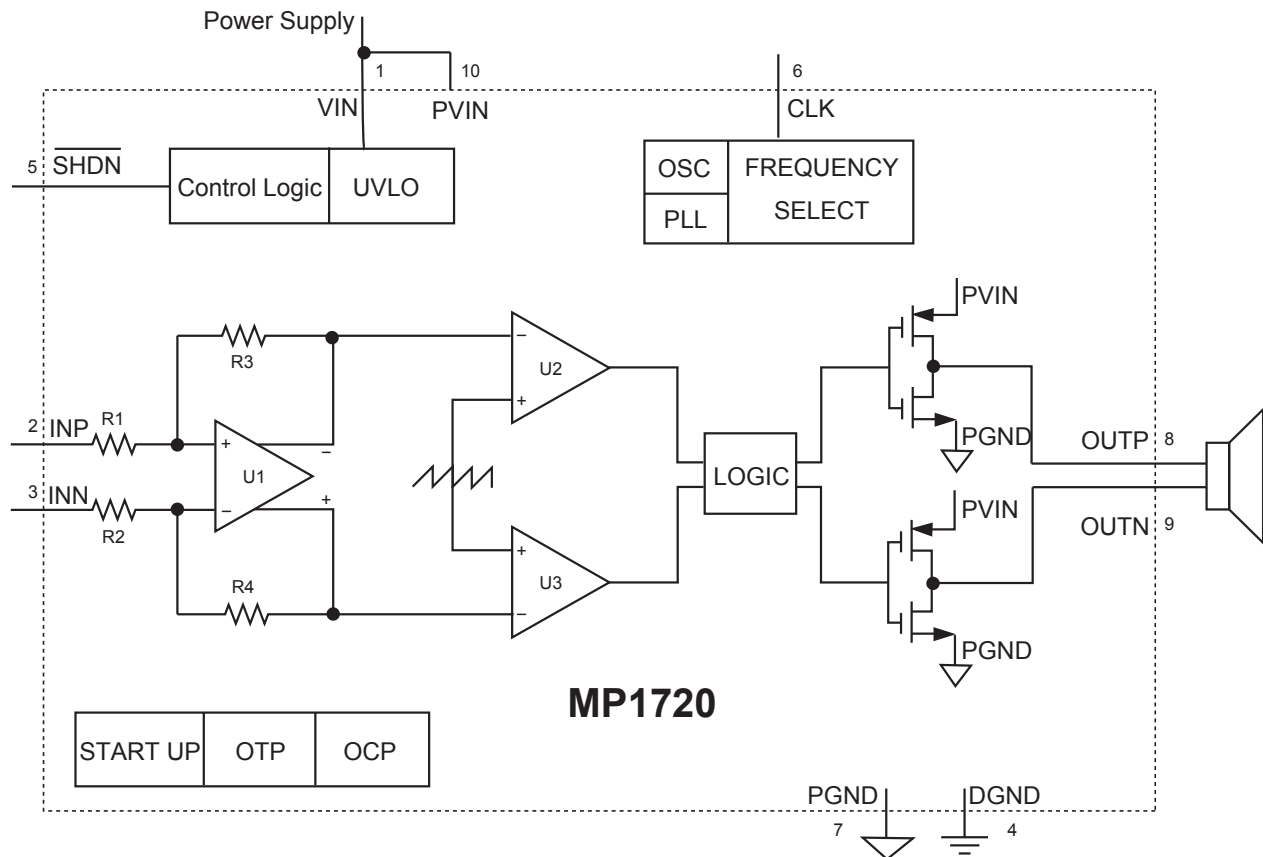 Power Supply
1
10
6
VIN
PVIN
CLK
5
SHDN
Control Logic
UVLO
OSC
PLL
FREQUENCY
SELECT
PVIN
R3
−
U2
+
PGND
2
INP
R1
+
−
U1
LOGIC
OUTP
8
3
INN
R2
−
+
PVIN
OUTN
9
+
U3
−
R4
PGND
MP1720
START UP
OTP
OCP
PGND
DGND
7
4